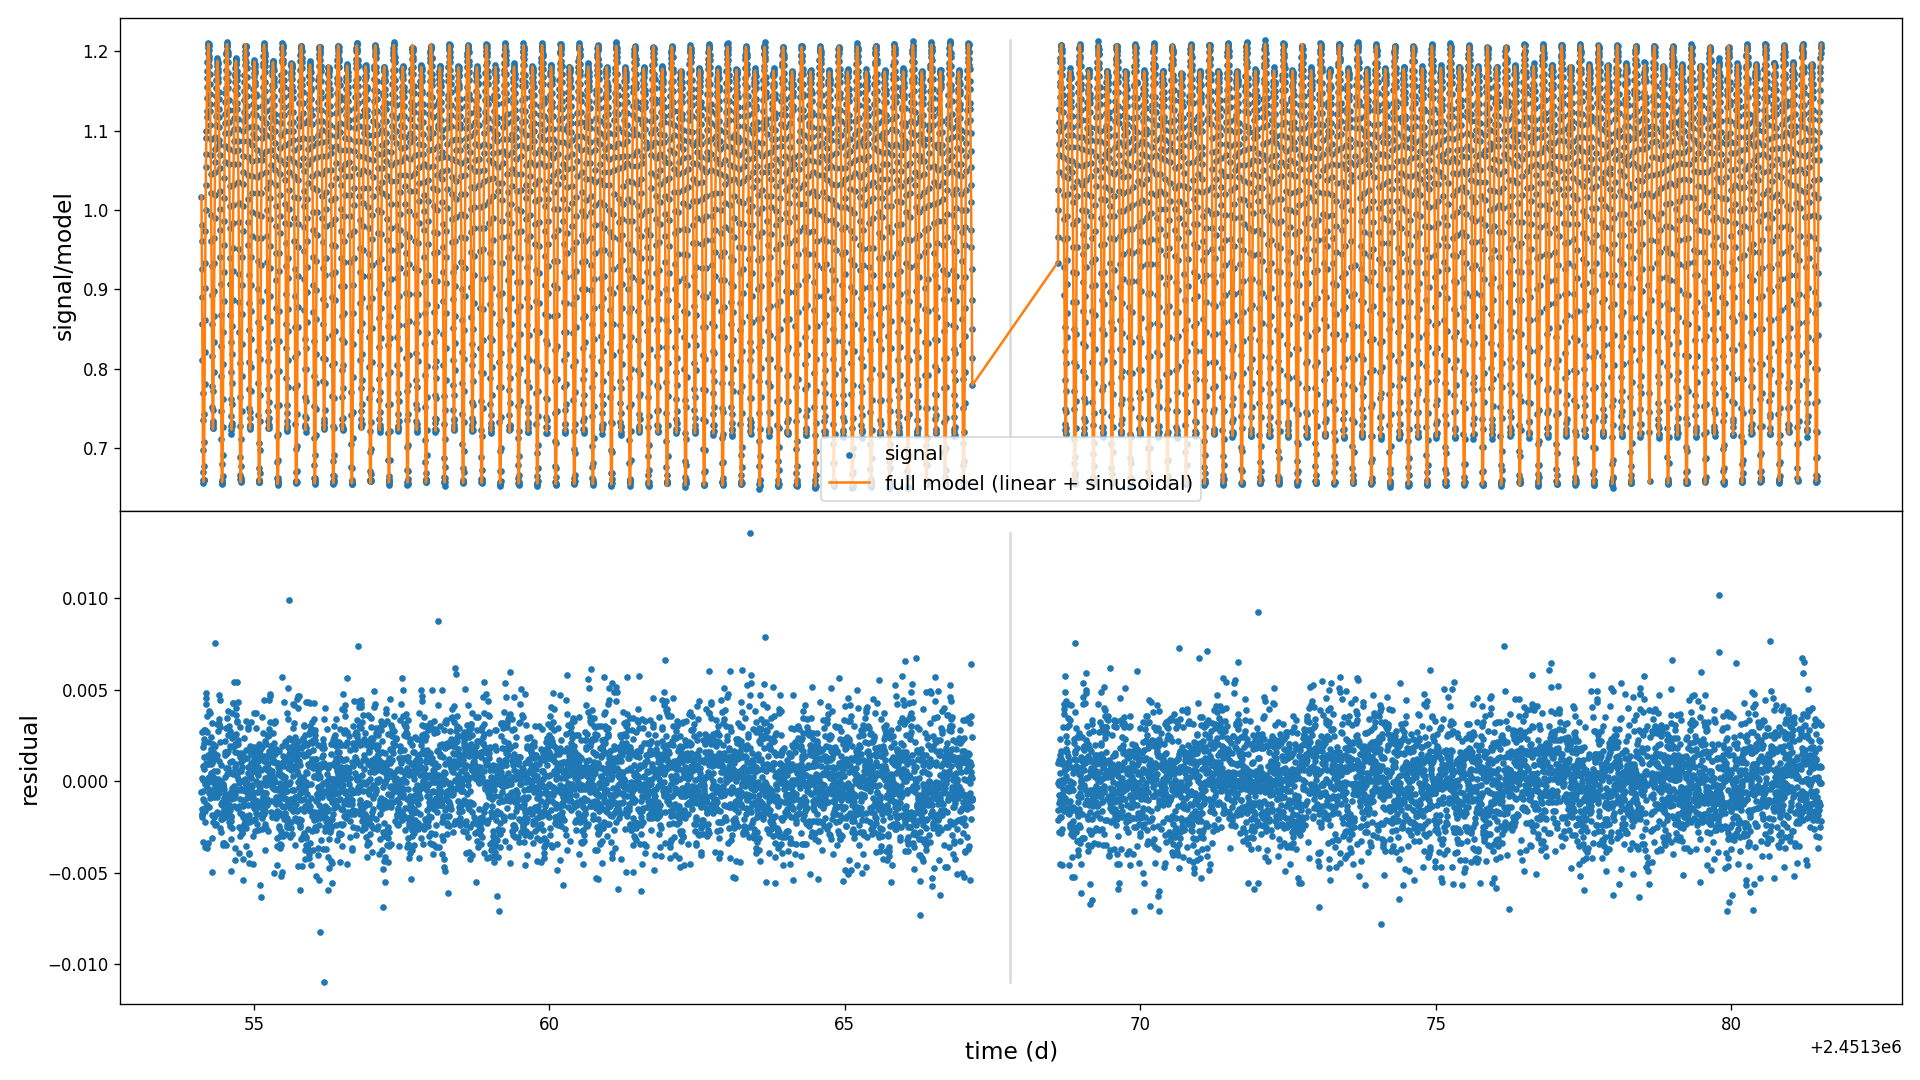 1.2
1.1
1.0
0.9
0.8
0.7
signal/model
signal
full model (linear + sinusoidal)
0.010
0.005
0.000
−0.005
−0.010
residual
55
60
65
70
75
80
time (d)
+2.4513e6